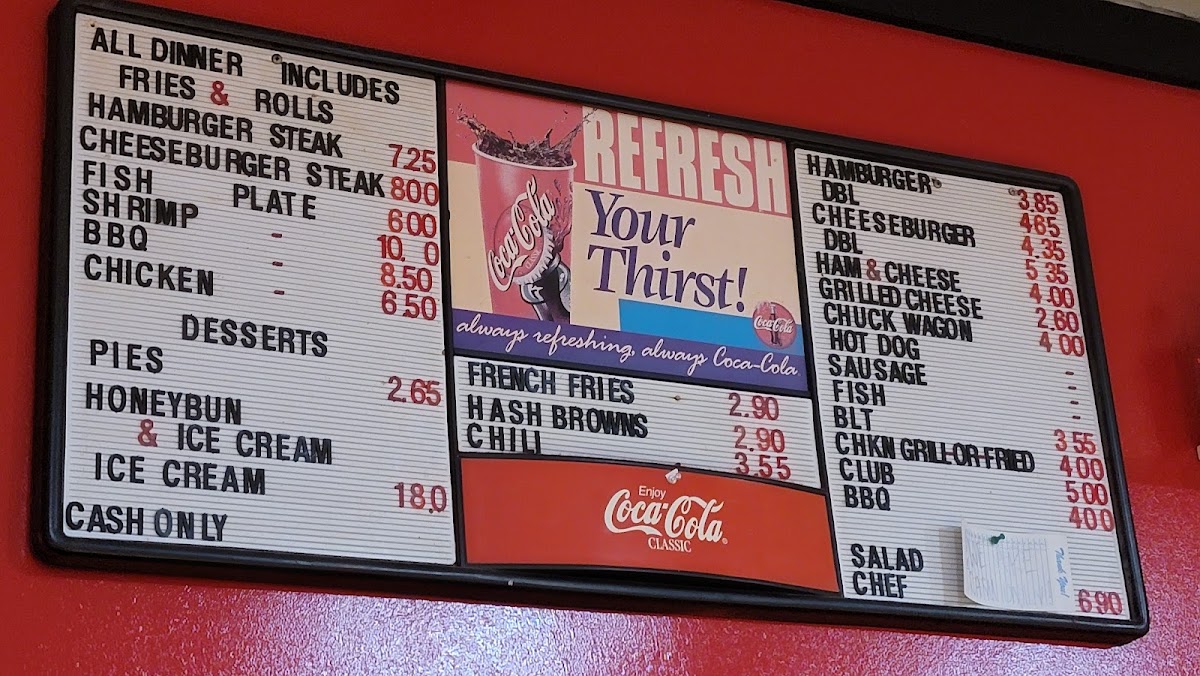 ALL DINNER INCLUDES
FRIES & ROLLS
HAMBURGER STEAK 7.25
CHEESEBURGER STEAK 8.00
FISH PLATE 6.00
SHRIMP - 10. 0
BBQ - 8.50
CHICKEN - 6.50
DESSERTS
PIES 2.65
HONEYBUN
& ICE CREAM
ICE CREAM 18.0
CASH ONLY
Coca-Cola
REFRESH
Your
Thirst!
Coca-Cola
always refreshing, always Coca-Cola
FRENCH FRIES 2.90
HASH BROWNS 2.90
CHILI 3.55
Enjoy
Coca-Cola
CLASSIC
HAMBURGER 3.85
DBL 4.65
CHEESEBURGER 4.35
DBL 5 35
HAM & CHEESE 4.00
GRILLED CHEESE 2.60
CHUCK WAGON 4.00
HOT DOG -
SAUSAGE -
FISH -
BLT 3 55
CHKN GRILL-OR-FRIED 4.00
CLUB 5.00
BBQ 4.00
SALAD
CHEF 6.90
Thank You!